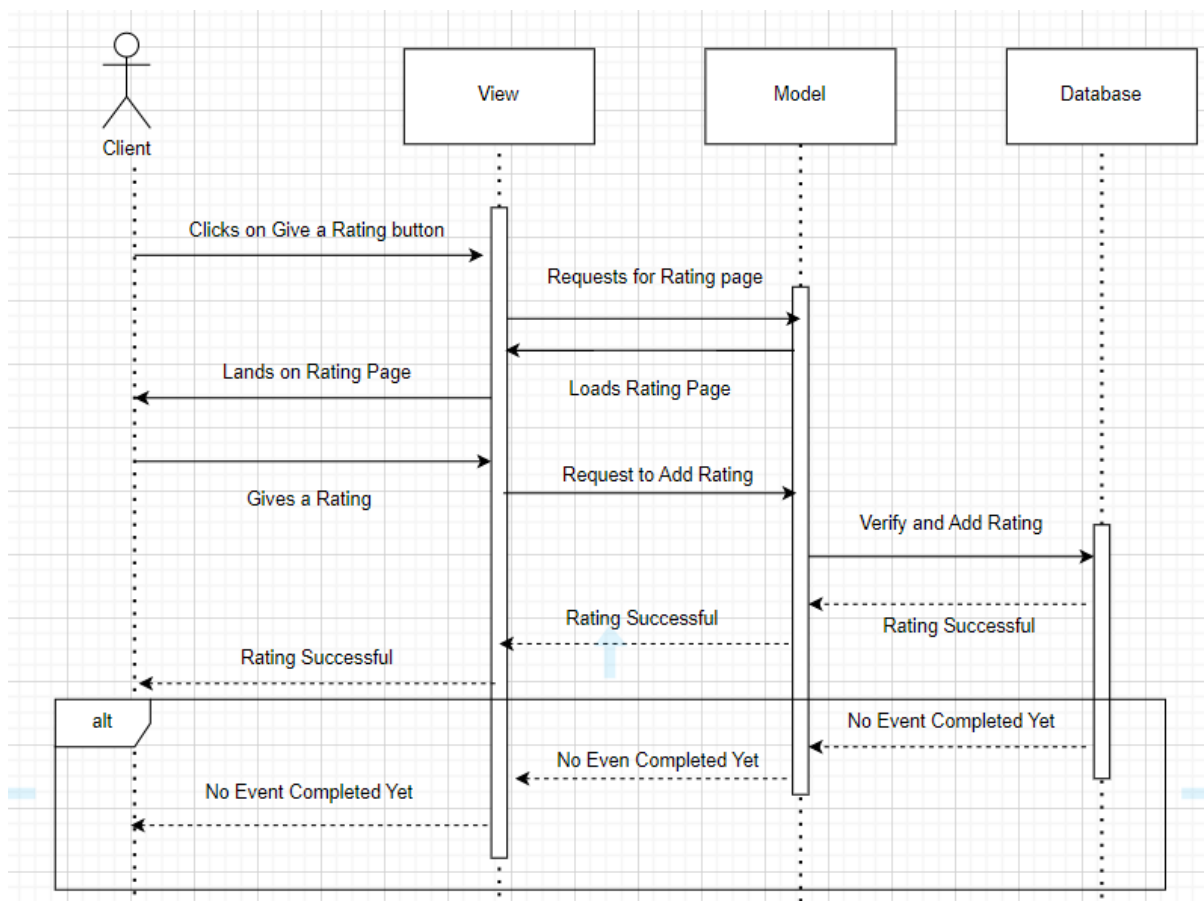 View
Model
Database
Client
Clicks on Give a Rating button
Requests for Rating page
Lands on Rating Page
Loads Rating Page
Request to Add Rating
Gives a Rating
Verify and Add Rating
Rating Successful
Rating Successful
Rating Successful
alt
No Event Completed Yet
No Even Completed Yet
No Event Completed Yet